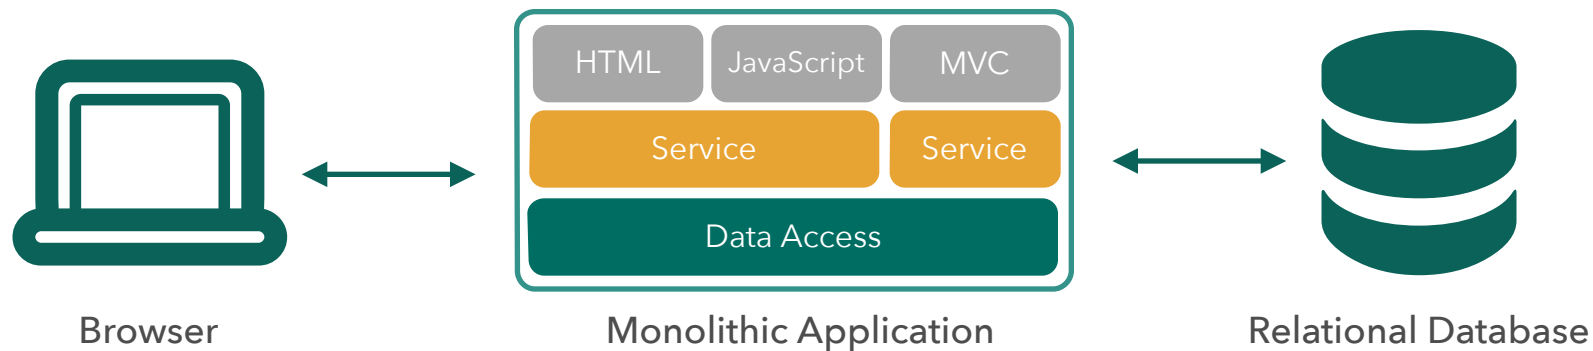 HTML
JavaScript
MVC
Service
Service
Data Access
Browser
Monolithic Application
Relational Database